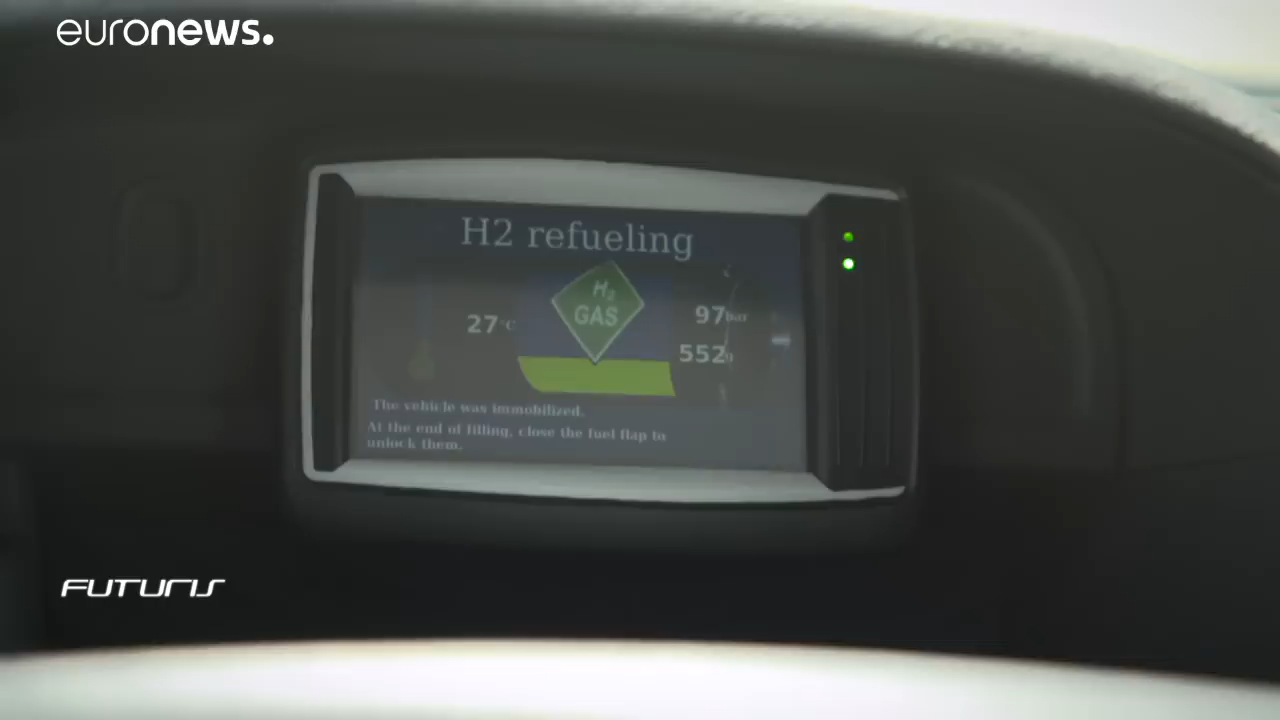 euronews.
H2 refueling
H2
GAS
27°C
97bar
552g
The vehicle was immobilized.
At the end of filling, close the fuel flap to
unlock them.
FUTURIS